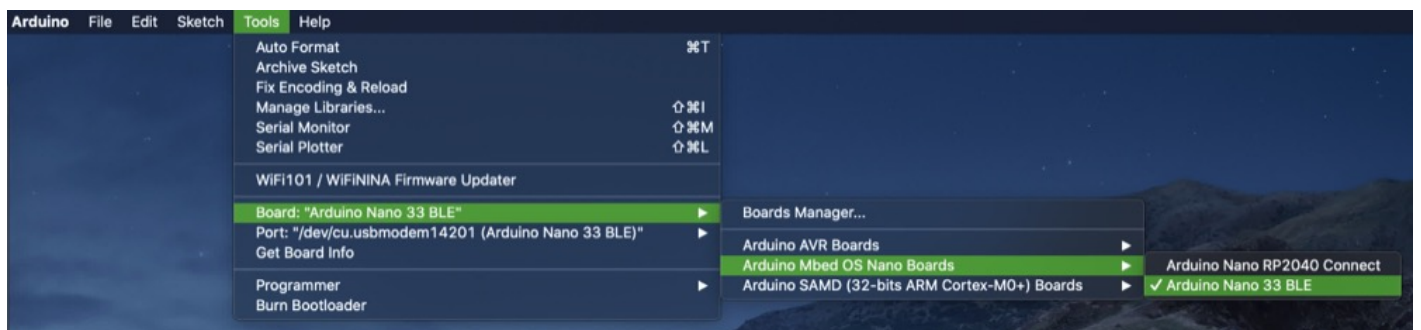 Arduino File Edit Sketch Tools Help
Auto Format ⌘T
Archive Sketch
Fix Encoding & Reload
Manage Libraries... ⇧⌘I
Serial Monitor ⇧⌘M
Serial Plotter ⇧⌘L
WiFi101 / WiFiNINA Firmware Updater
Board: "Arduino Nano 33 BLE"
Port: "/dev/cu.usbmodem14201 (Arduino Nano 33 BLE)"
Get Board Info
Programmer
Burn Bootloader
Boards Manager...
Arduino AVR Boards
Arduino Mbed OS Nano Boards
Arduino SAMD (32-bits ARM Cortex-M0+) Boards
Arduino Nano RP2040 Connect
✓ Arduino Nano 33 BLE